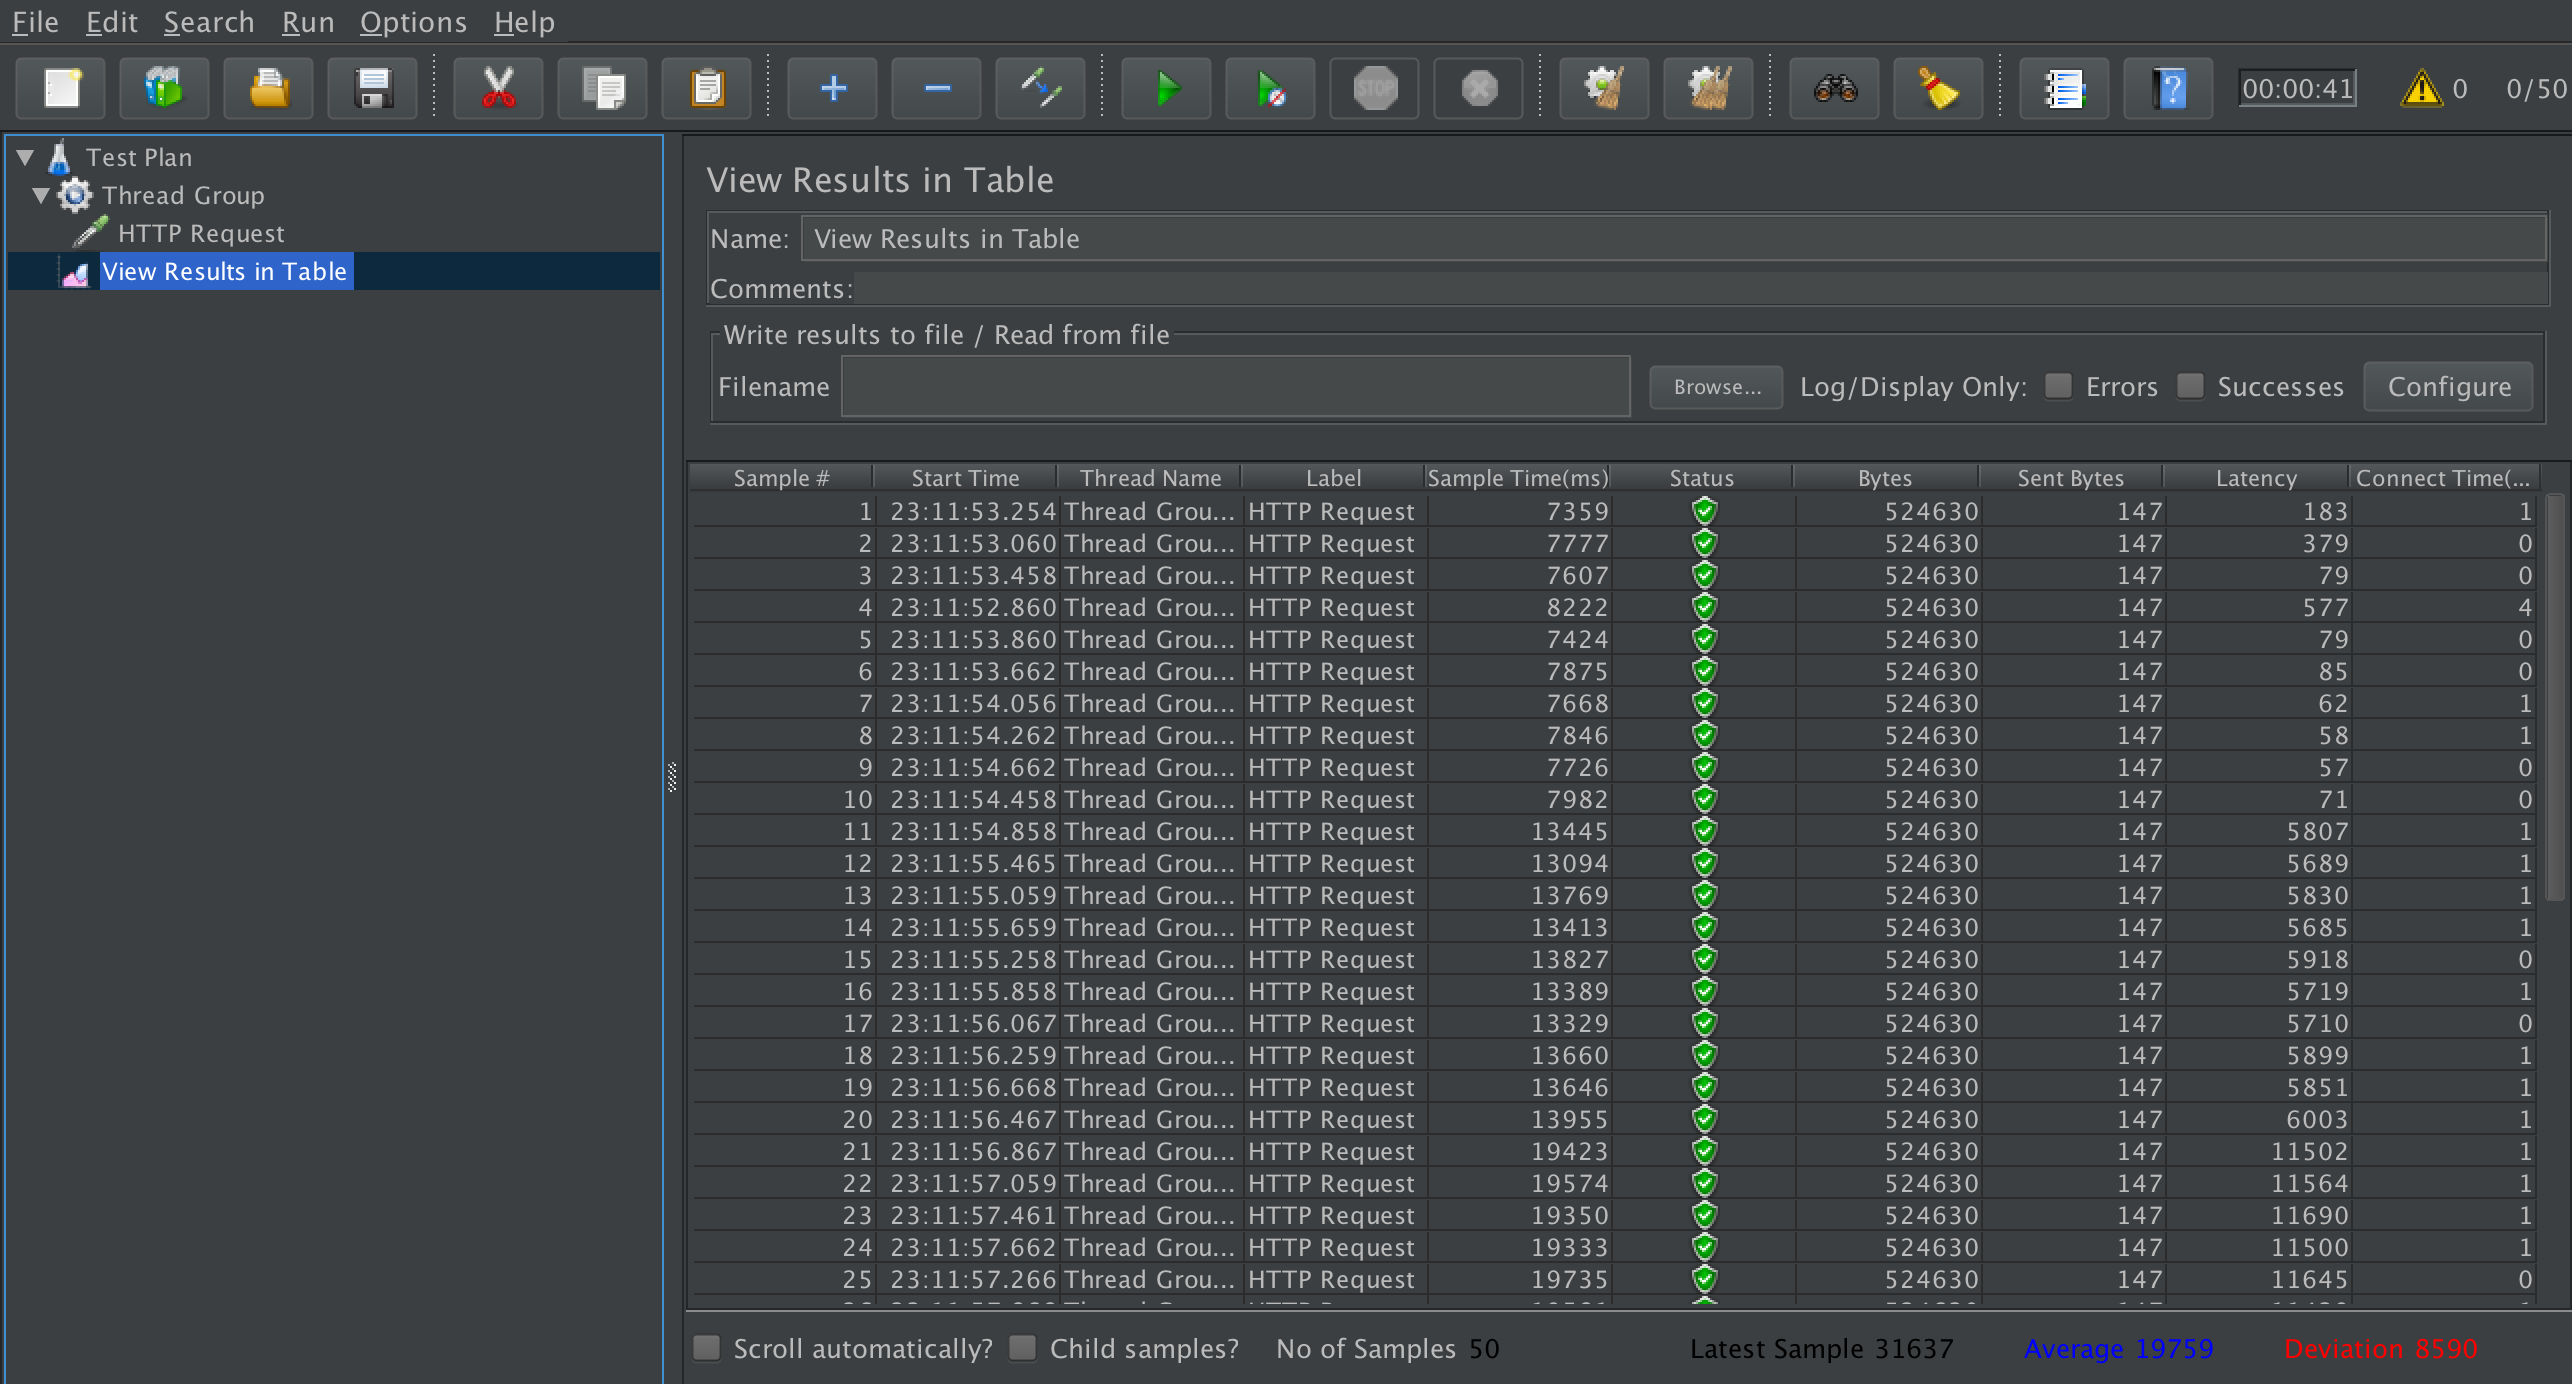 File Edit Search Run Options Help
STOP
00:00:41 0 0/50
Test Plan
Thread Group
HTTP Request
View Results in Table
View Results in Table
Name: View Results in Table
Comments:
Write results to file / Read from file
Filename Browse... Log/Display Only: Errors Successes Configure
Sample # Start Time Thread Name Label Sample Time(ms) Status Bytes Sent Bytes Latency Connect Time(...
1 23:11:53.254 Thread Grou... HTTP Request 7359 524630 147 183 1
2 23:11:53.060 Thread Grou... HTTP Request 7777 524630 147 379 0
3 23:11:53.458 Thread Grou... HTTP Request 7607 524630 147 79 0
4 23:11:52.860 Thread Grou... HTTP Request 8222 524630 147 577 4
5 23:11:53.860 Thread Grou... HTTP Request 7424 524630 147 79 0
6 23:11:53.662 Thread Grou... HTTP Request 7875 524630 147 85 0
7 23:11:54.056 Thread Grou... HTTP Request 7668 524630 147 62 1
8 23:11:54.262 Thread Grou... HTTP Request 7846 524630 147 58 1
9 23:11:54.662 Thread Grou... HTTP Request 7726 524630 147 57 0
10 23:11:54.458 Thread Grou... HTTP Request 7982 524630 147 71 0
11 23:11:54.858 Thread Grou... HTTP Request 13445 524630 147 5807 1
12 23:11:55.465 Thread Grou... HTTP Request 13094 524630 147 5689 1
13 23:11:55.059 Thread Grou... HTTP Request 13769 524630 147 5830 1
14 23:11:55.659 Thread Grou... HTTP Request 13413 524630 147 5685 1
15 23:11:55.258 Thread Grou... HTTP Request 13827 524630 147 5918 0
16 23:11:55.858 Thread Grou... HTTP Request 13389 524630 147 5719 1
17 23:11:56.067 Thread Grou... HTTP Request 13329 524630 147 5710 0
18 23:11:56.259 Thread Grou... HTTP Request 13660 524630 147 5899 1
19 23:11:56.668 Thread Grou... HTTP Request 13646 524630 147 5851 1
20 23:11:56.467 Thread Grou... HTTP Request 13955 524630 147 6003 1
21 23:11:56.867 Thread Grou... HTTP Request 19423 524630 147 11502 1
22 23:11:57.059 Thread Grou... HTTP Request 19574 524630 147 11564 1
23 23:11:57.461 Thread Grou... HTTP Request 19350 524630 147 11690 1
24 23:11:57.662 Thread Grou... HTTP Request 19333 524630 147 11500 1
25 23:11:57.266 Thread Grou... HTTP Request 19735 524630 147 11645 0
Scroll automatically? Child samples? No of Samples 50 Latest Sample 31637 Average 19759 Deviation 8590